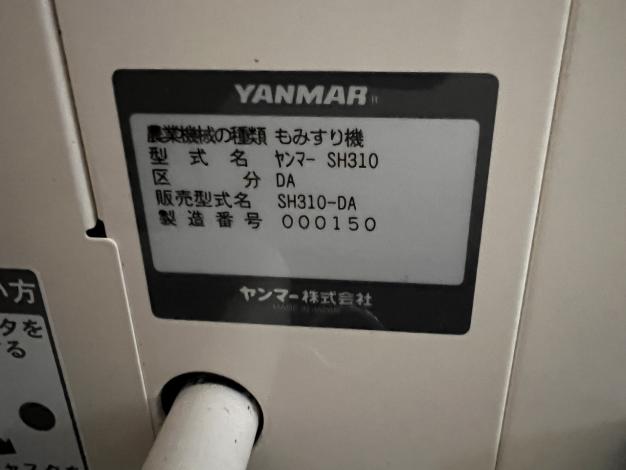 YANMAR
農業機械の種類 もみすり機
型式名 ヤンマー SH310
区分 DA
販売型式名 SH310-DA
製造番号 000150
ヤンマー株式会社
MADE IN JAPAN
い方
タを
する